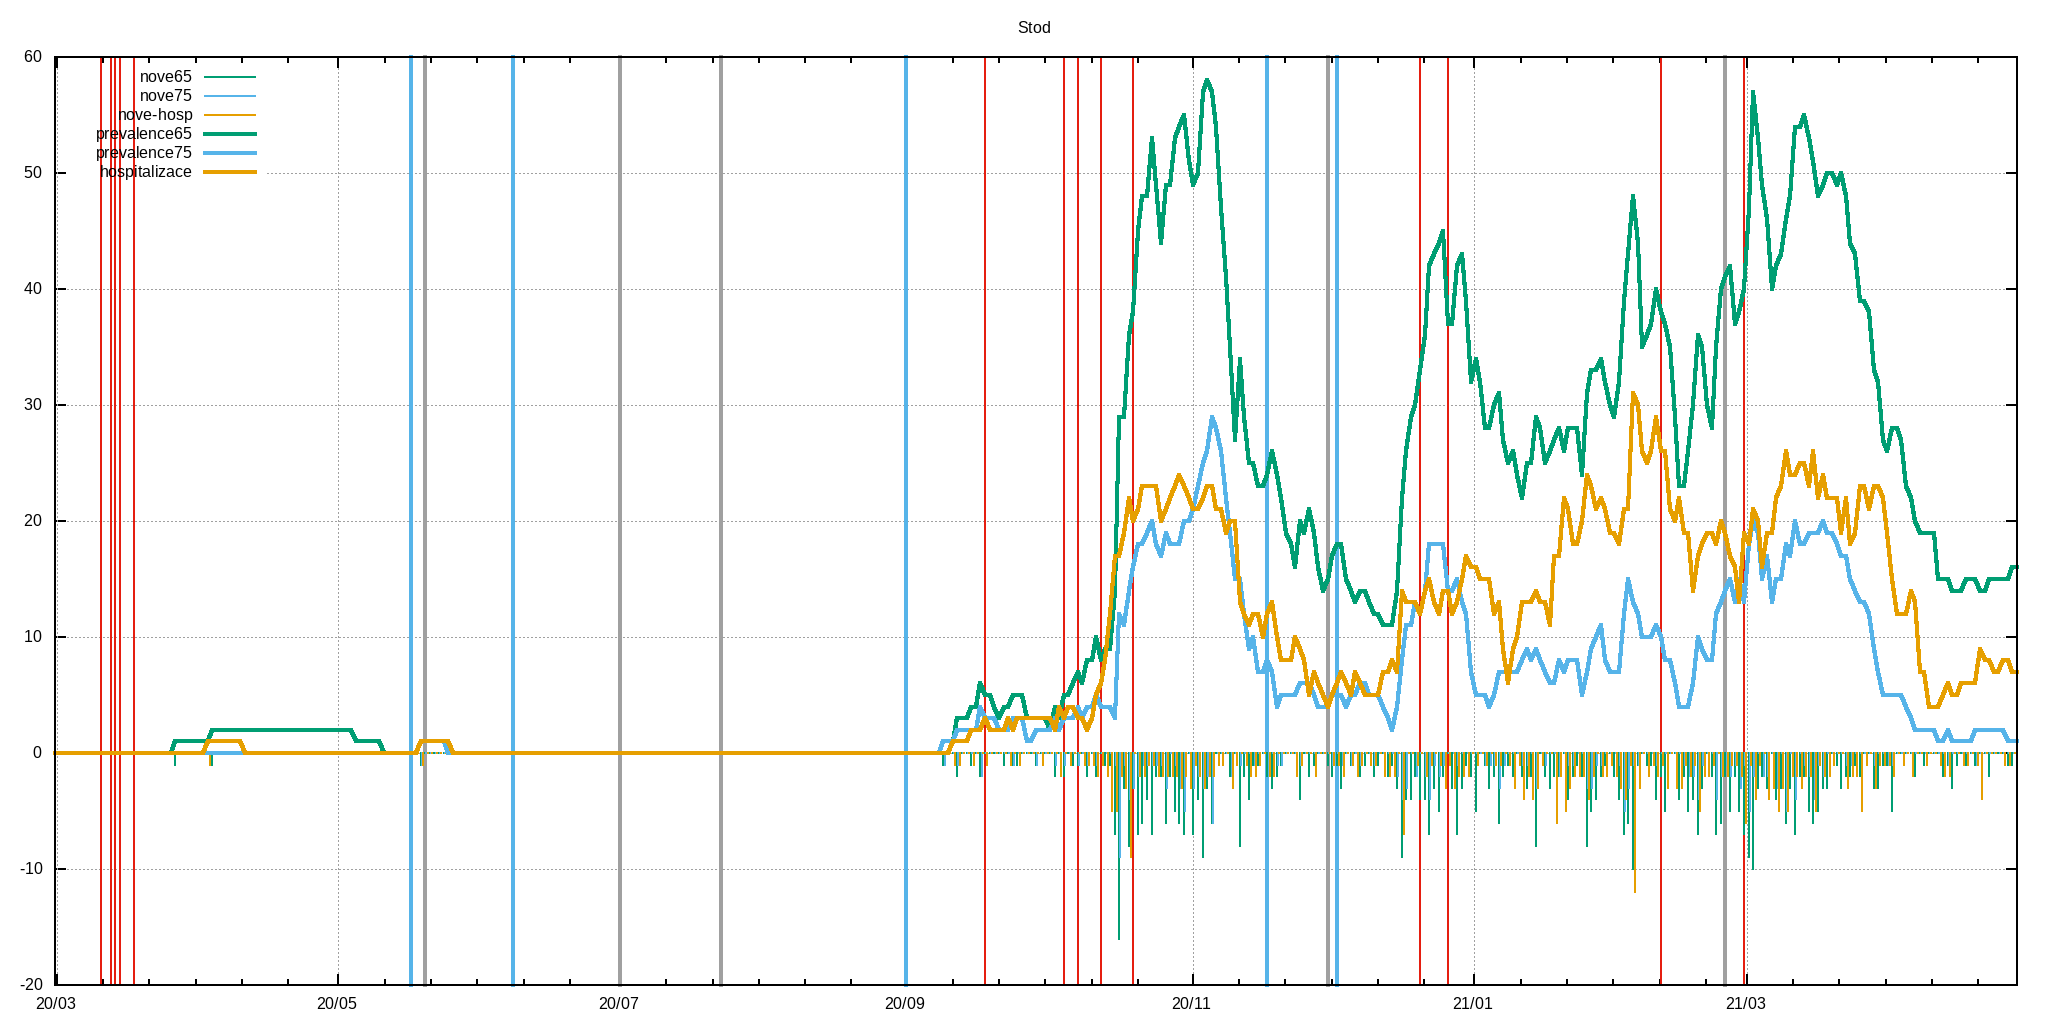 Stod
60
nove65
nove75
nove-hosp
prevalence65
prevalence75
hospitalizace
50
40
30
20
10
0
-10
-20
20/03 20/05 20/07 20/09 20/11 21/01 21/03